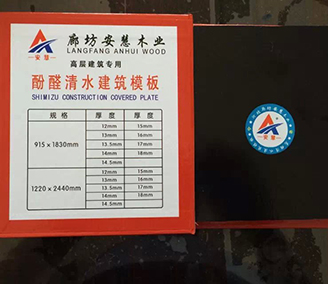 廊坊安慧木业
LANGFANG ANHUI WOOD
安慧
高层建筑专用
酚醛清水建筑模板
SHIMIZU CONSTRUCTION COVERED PLATE
规格 厚度 厚度
915×1830mm
12mm 15mm
13mm 16mm
13.5mm 17mm
14mm 18mm
14.5mm
1220×2440mm
12mm 15mm
13mm 16mm
13.5mm 17mm
14mm 18mm
14.5mm
安慧